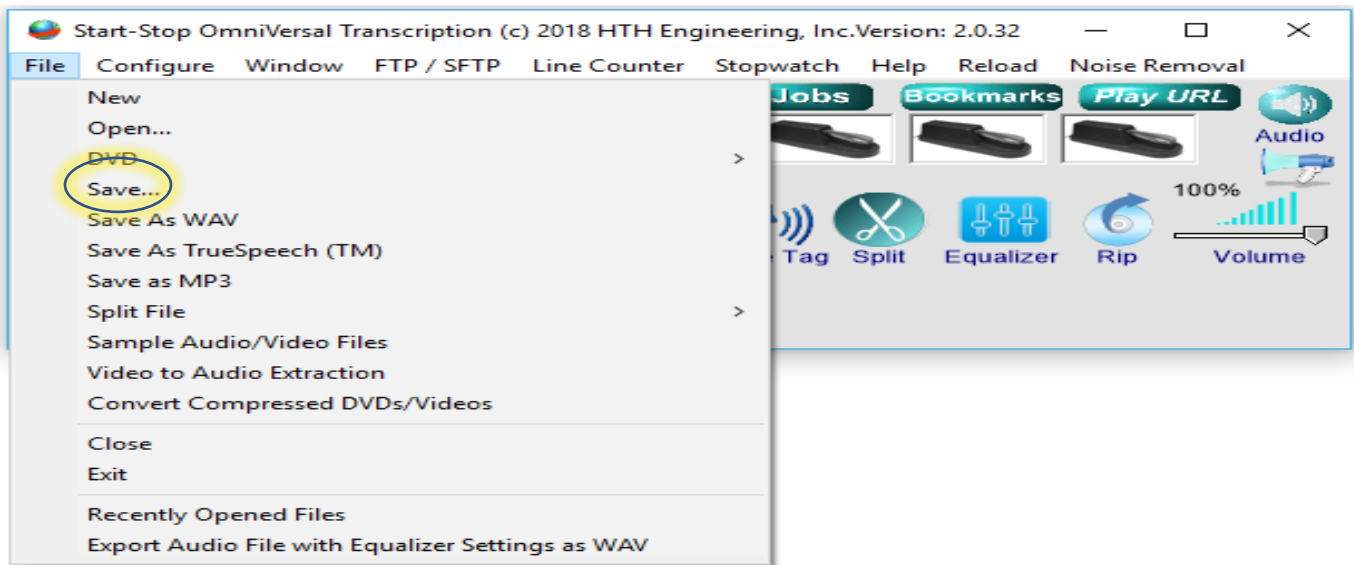 Start-Stop OmniVersal Transcription (c) 2018 HTH Engineering, Inc.Version: 2.0.32
File Configure Window FTP / SFTP Line Counter Stopwatch Help Reload Noise Removal
New
Open...
DVD >
Save...
Save As WAV
Save As TrueSpeech (TM)
Save as MP3
Split File >
Sample Audio/Video Files
Video to Audio Extraction
Convert Compressed DVDs/Videos
Close
Exit
Recently Opened Files
Export Audio File with Equalizer Settings as WAV
Jobs Bookmarks Play URL
Audio
100%
Tag Split Equalizer Rip Volume